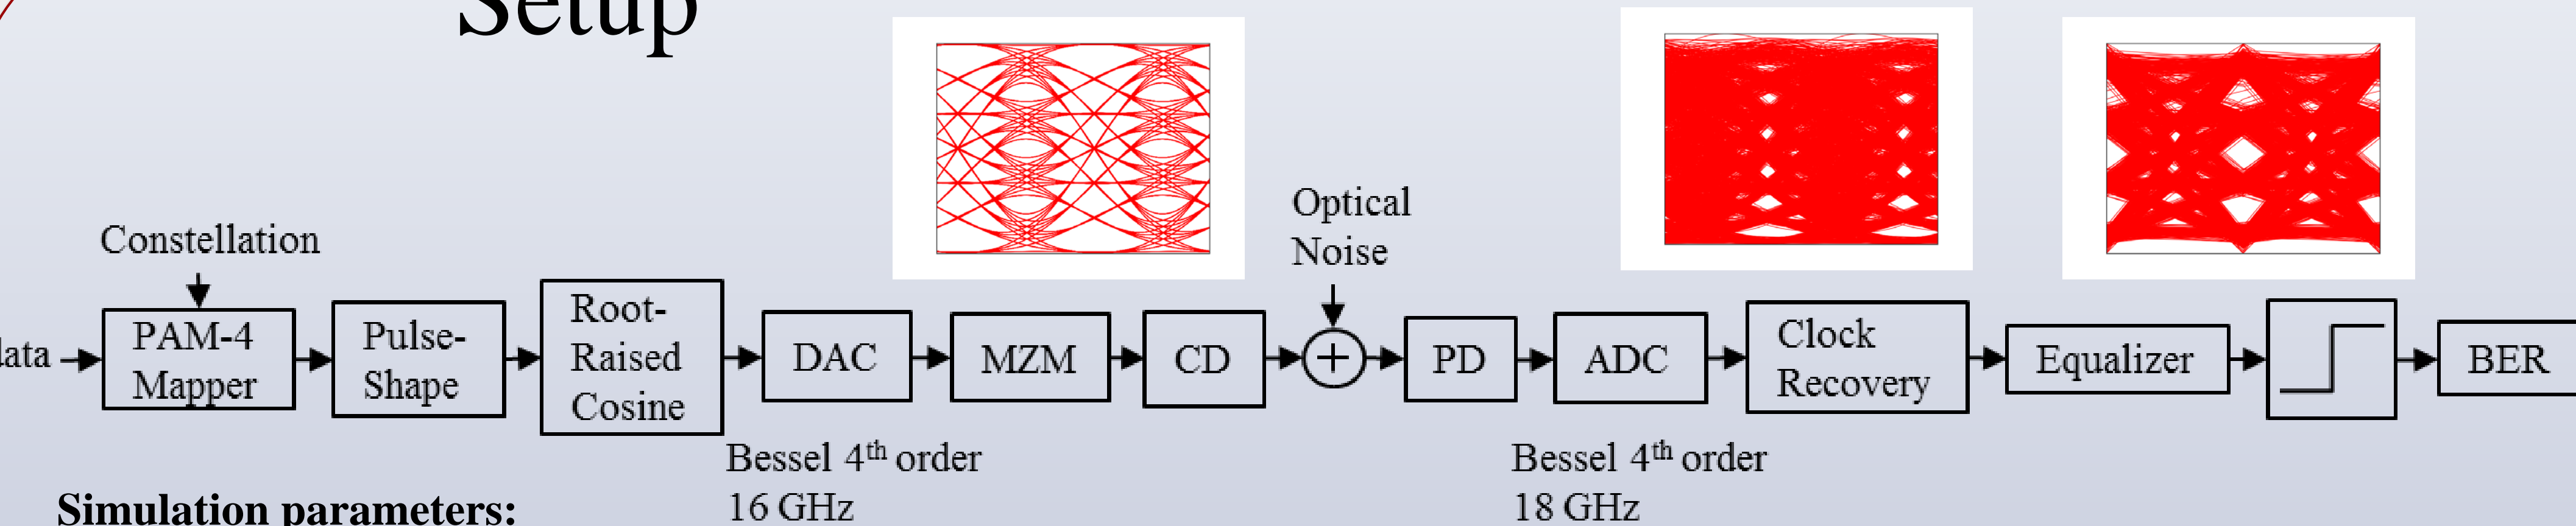 Setup
Optical
Noise
Constellation
data
PAM-4
Mapper
Pulse-
Shape
Root-
Raised
Cosine
DAC
MZM
CD
+
PD
ADC
Clock
Recovery
Equalizer
BER
Bessel 4th order
16 GHz
Bessel 4th order
18 GHz
Simulation parameters: